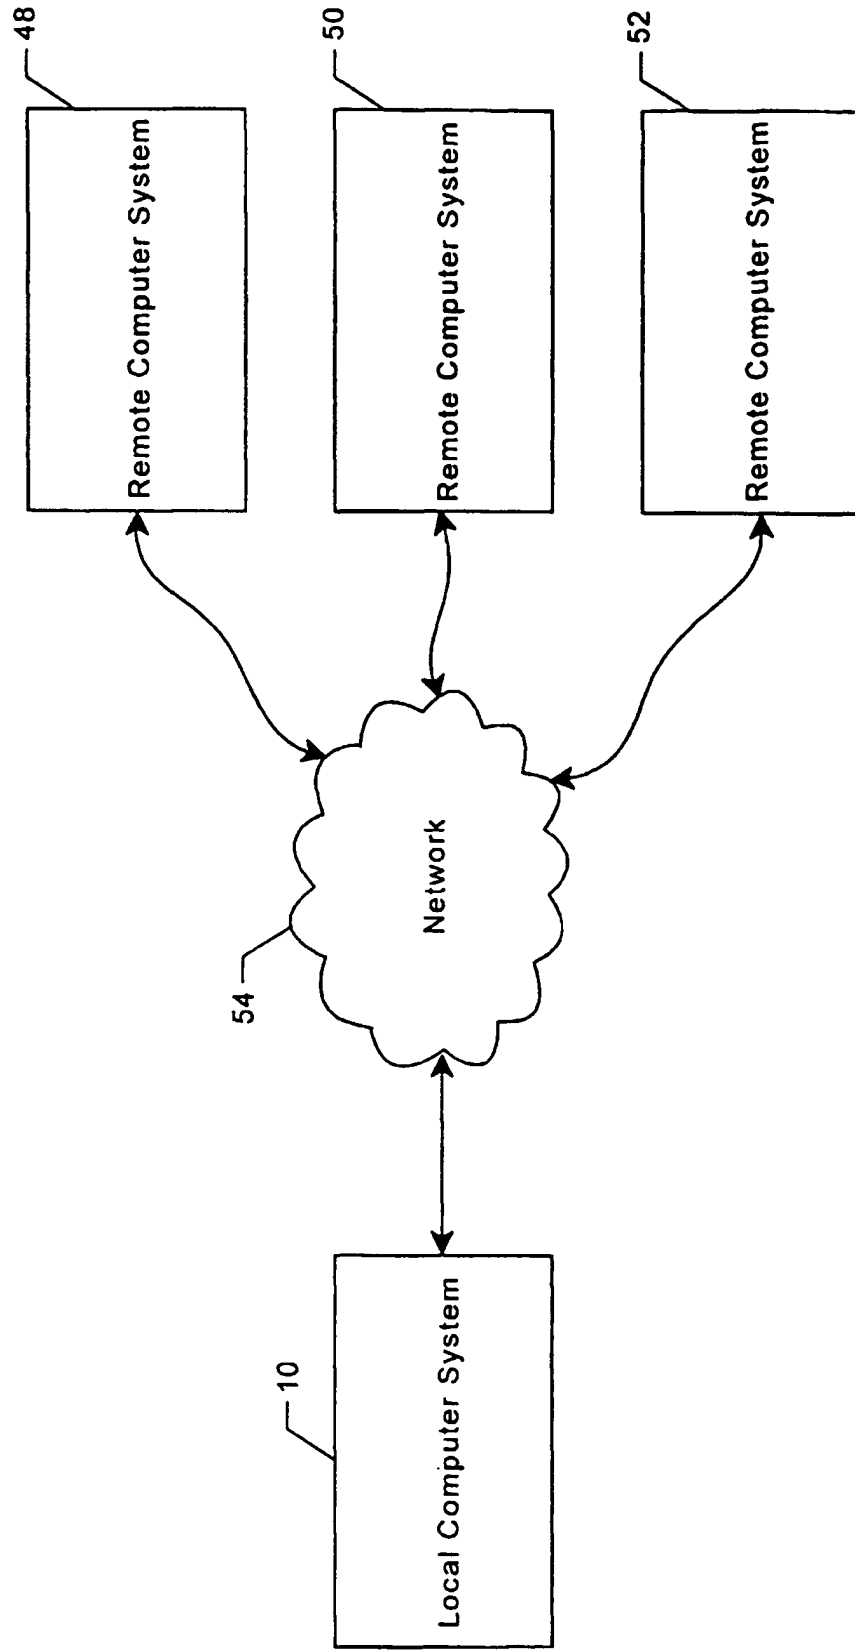 48
Remote Computer System
50
Remote Computer System
52
Remote Computer System
54
Network
10
Local Computer System